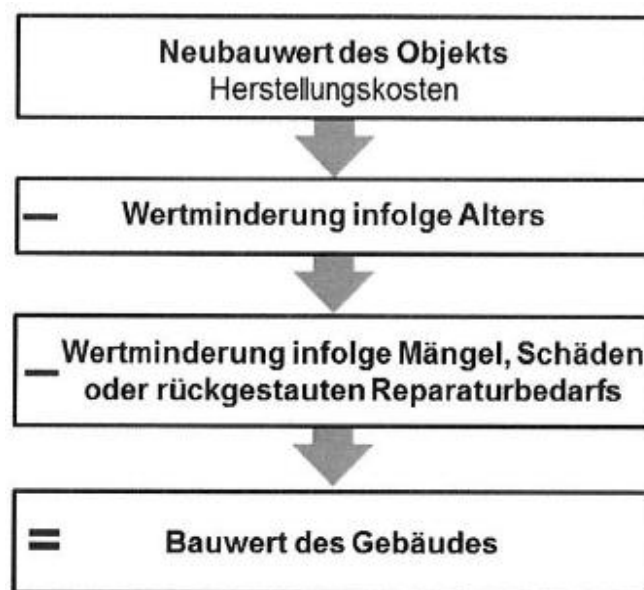 Neubauwert des Objekts
Herstellungskosten
– Wertminderung infolge Alters
– Wertminderung infolge Mängel, Schäden
oder rückgestauten Reparaturbedarfs
= Bauwert des Gebäudes